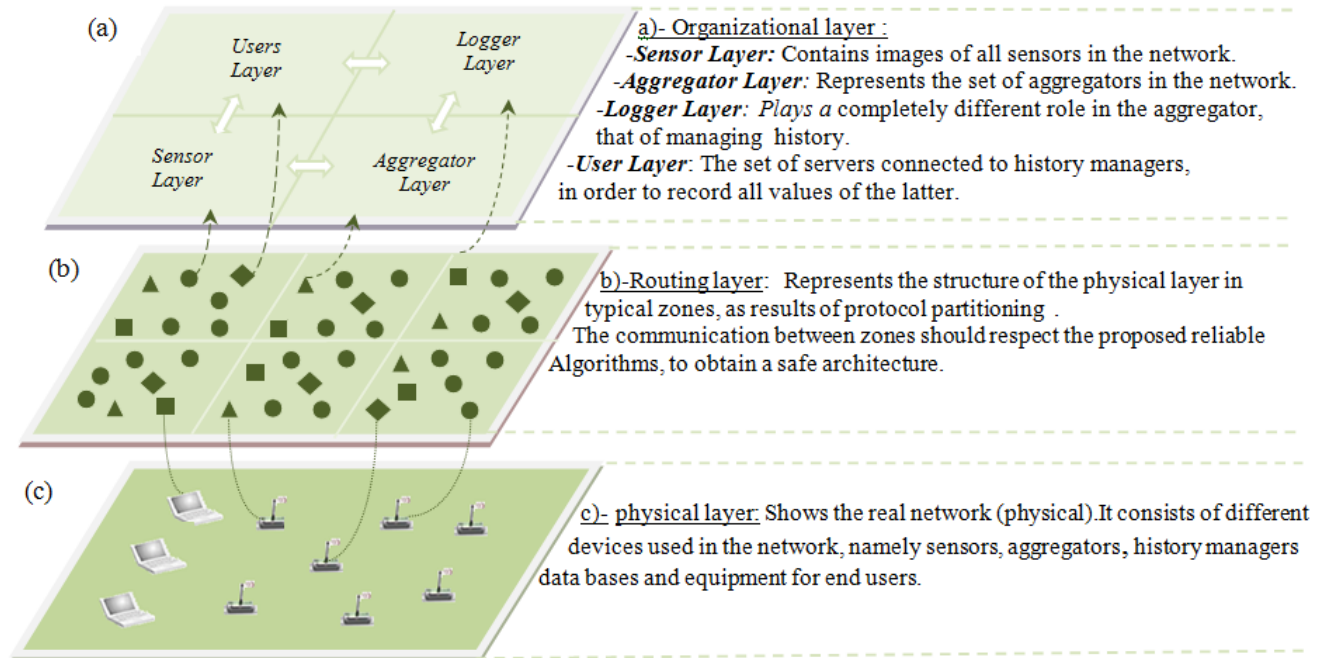 (a)
Users
Layer
Logger
Layer
Sensor
Layer
Aggregator
Layer
a)- Organizational layer :
-Sensor Layer: Contains images of all sensors in the network.
-Aggregator Layer: Represents the set of aggregators in the network.
-Logger Layer: Plays a completely different role in the aggregator,
that of managing history.
-User Layer: The set of servers connected to history managers,
in order to record all values of the latter.
(b)
b)-Routing layer: Represents the structure of the physical layer in
typical zones, as results of protocol partitioning .
The communication between zones should respect the proposed reliable
Algorithms, to obtain a safe architecture.
(c)
c)- physical layer: Shows the real network (physical).It consists of different
devices used in the network, namely sensors, aggregators, history managers
data bases and equipment for end users.